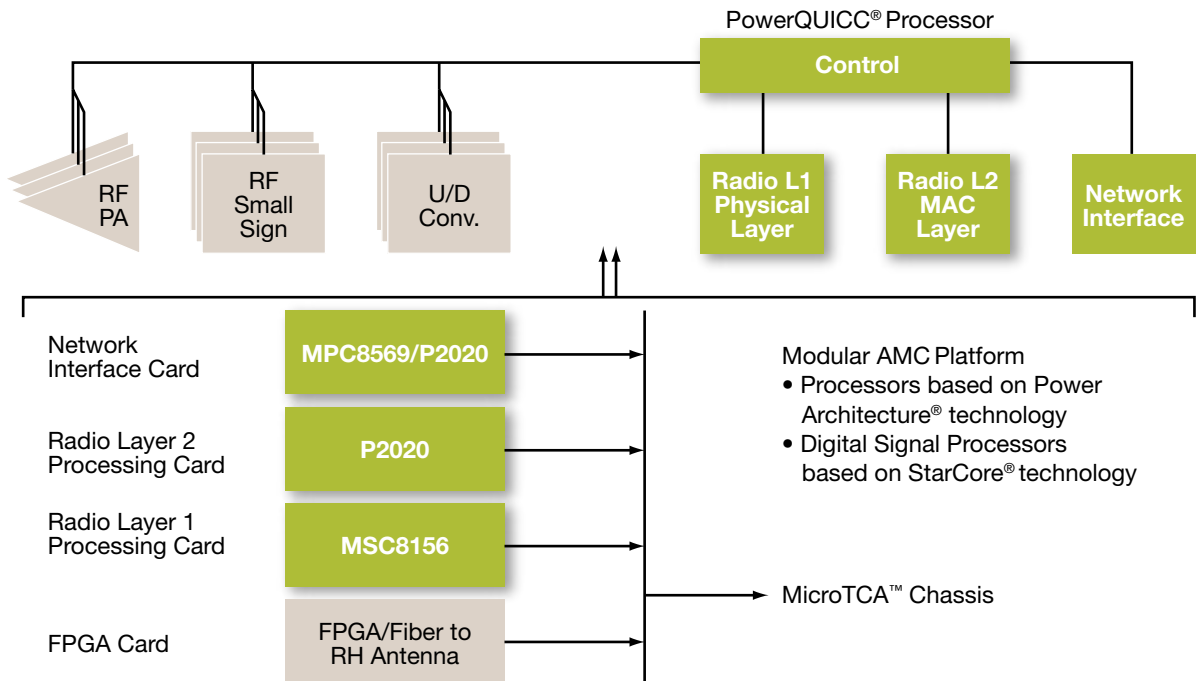 PowerQUICC® Processor
Control
RF
PA
RF
Small
Sign
U/D
Conv.
Radio L1
Physical
Layer
Radio L2
MAC
Layer
Network
Interface
Network
Interface Card
MPC8569/P2020
Radio Layer 2
Processing Card
P2020
Radio Layer 1
Processing Card
MSC8156
FPGA Card
FPGA/Fiber to
RH Antenna
Modular AMC Platform
• Processors based on Power
Architecture® technology
• Digital Signal Processors
based on StarCore® technology
MicroTCA™ Chassis